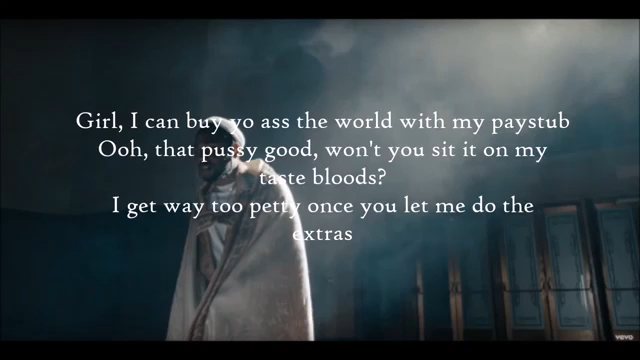 Girl, I can buy yo ass the world with my paystub
Ooh, that pussy good, won't you sit it on my
taste bloods?
I get way too petty once you let me do the
extras
vevo